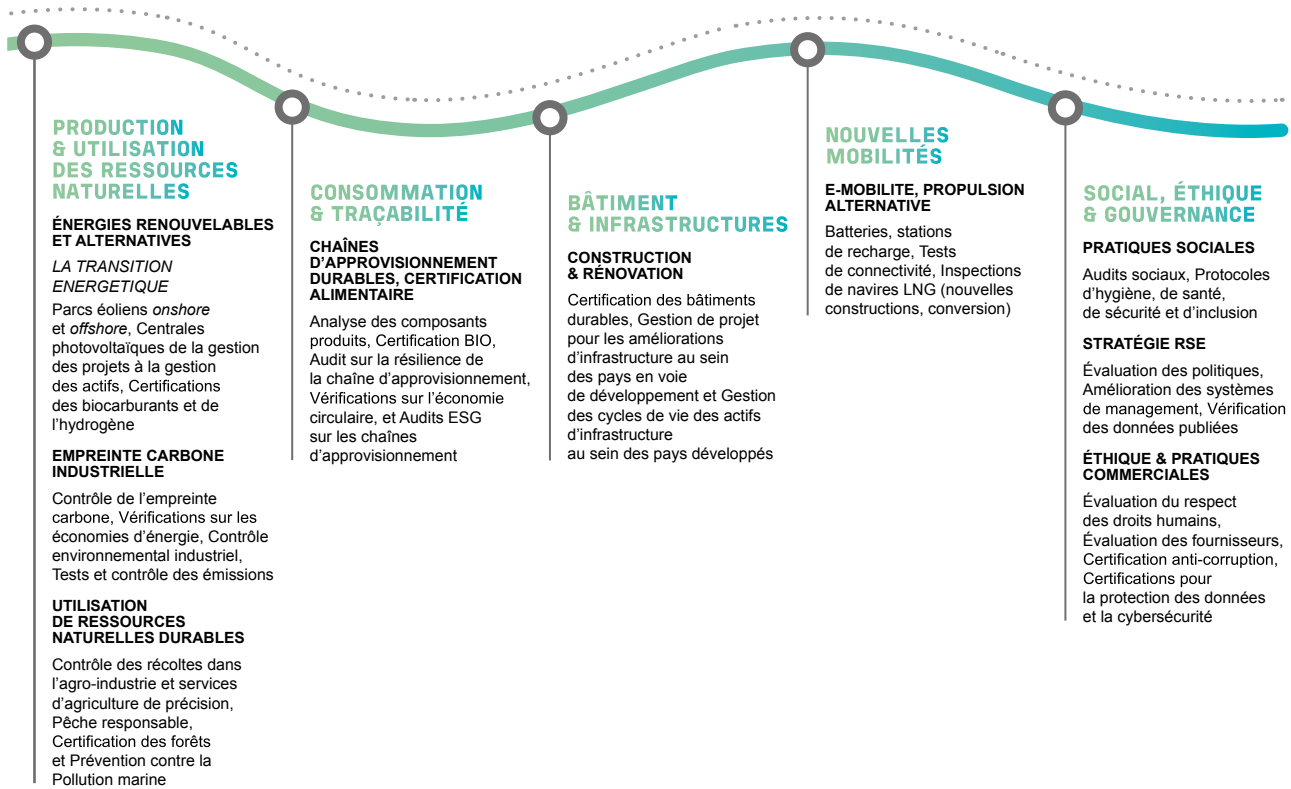 PRODUCTION
& UTILISATION
DES RESSOURCES
NATURELLES
ÉNERGIES RENOUVELABLES
ET ALTERNATIVES
LA TRANSITION
ENERGETIQUE
Parcs éoliens onshore
et offshore, Centrales
photovoltaïques de la gestion
des projets à la gestion
des actifs, Certifications
des biocarburants et de
l’hydrogène
EMPREINTE CARBONE
INDUSTRIELLE
Contrôle de l’empreinte
carbone, Vérifications sur les
économies d’énergie, Contrôle
environnemental industriel,
Tests et contrôle des émissions
UTILISATION
DE RESSOURCES
NATURELLES DURABLES
Contrôle des récoltes dans
l’agro-industrie et services
d’agriculture de précision,
Pêche responsable,
Certification des forêts
et Prévention contre la
Pollution marine
CONSOMMATION
& TRAÇABILITÉ
CHAÎNES
D’APPROVISIONNEMENT
DURABLES, CERTIFICATION
ALIMENTAIRE
Analyse des composants
produits, Certification BIO,
Audit sur la résilience de
la chaîne d’approvisionnement,
Vérifications sur l’économie
circulaire, et Audits ESG
sur les chaînes
d’approvisionnement
BÂTIMENT
& INFRASTRUCTURES
CONSTRUCTION
& RÉNOVATION
Certification des bâtiments
durables, Gestion de projet
pour les améliorations
d’infrastructure au sein
des pays en voie
de développement et Gestion
des cycles de vie des actifs
d’infrastructure
au sein des pays développés
NOUVELLES
MOBILITÉS
E-MOBILITE, PROPULSION
ALTERNATIVE
Batteries, stations
de recharge, Tests
de connectivité, Inspections
de navires LNG (nouvelles
constructions, conversion)
SOCIAL, ÉTHIQUE
& GOUVERNANCE
PRATIQUES SOCIALES
Audits sociaux, Protocoles
d’hygiène, de santé,
de sécurité et d’inclusion
STRATÉGIE RSE
Évaluation des politiques,
Amélioration des systèmes
de management, Vérification
des données publiées
ÉTHIQUE & PRATIQUES
COMMERCIALES
Évaluation du respect
des droits humains,
Évaluation des fournisseurs,
Certification anti-corruption,
Certifications pour
la protection des données
et la cybersécurité